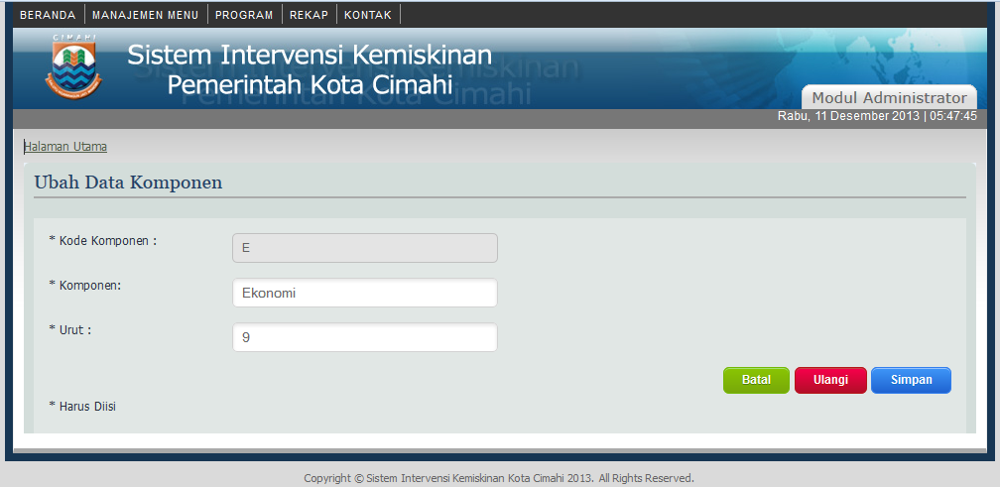 BERANDA MANAJEMEN MENU PROGRAM REKAP KONTAK
CIMAHI
Sistem Intervensi Kemiskinan
Pemerintah Kota Cimahi
Modul Administrator
Rabu, 11 Desember 2013 | 05:47:45
Halaman Utama
Ubah Data Komponen
* Kode Komponen : E
* Komponen: Ekonomi
* Urut : 9
Batal Ulangi Simpan
* Harus Diisi
Copyright © Sistem Intervensi Kemiskinan Kota Cimahi 2013. All Rights Reserved.